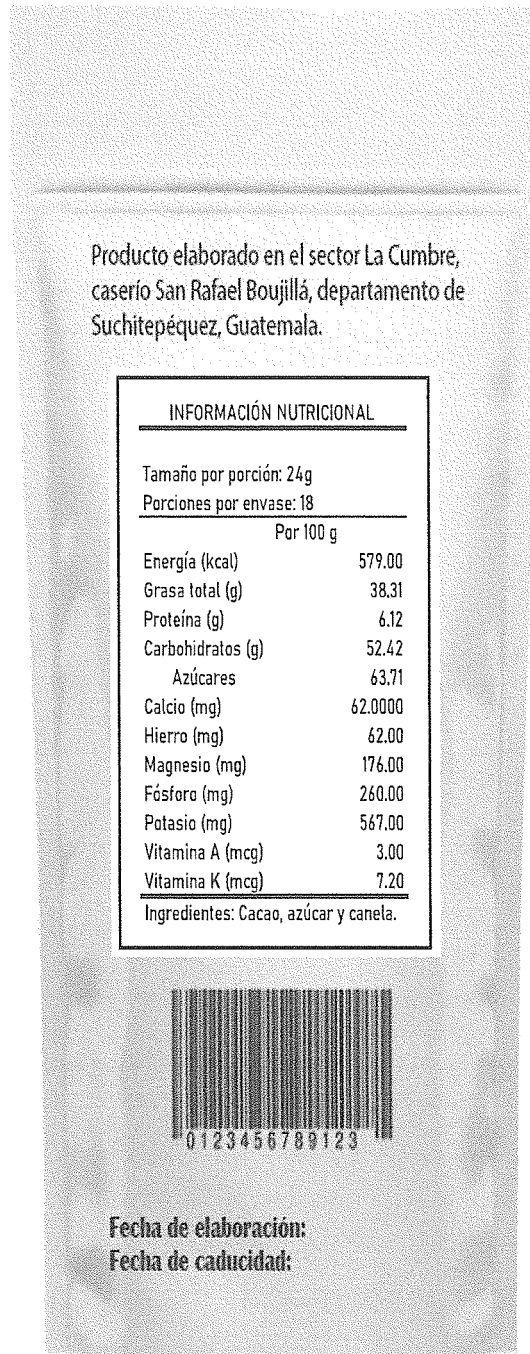 Producto elaborado en el sector La Cumbre,
caserío San Rafael Boujillá, departamento de
Suchitepéquez, Guatemala.
INFORMACIÓN NUTRICIONAL
Tamaño por porción: 24g
Porciones por envase: 18
Por 100 g
Energía (kcal) 579.00
Grasa total (g) 38.31
Proteína (g) 6.12
Carbohidratos (g) 52.42
Azúcares 63.71
Calcio (mg) 62.0000
Hierro (mg) 62.00
Magnesio (mg) 176.00
Fósforo (mg) 260.00
Potasio (mg) 567.00
Vitamina A (mcg) 3.00
Vitamina K (mcg) 7.20
Ingredientes: Cacao, azúcar y canela.
0123456789123
Fecha de elaboración:
Fecha de caducidad: